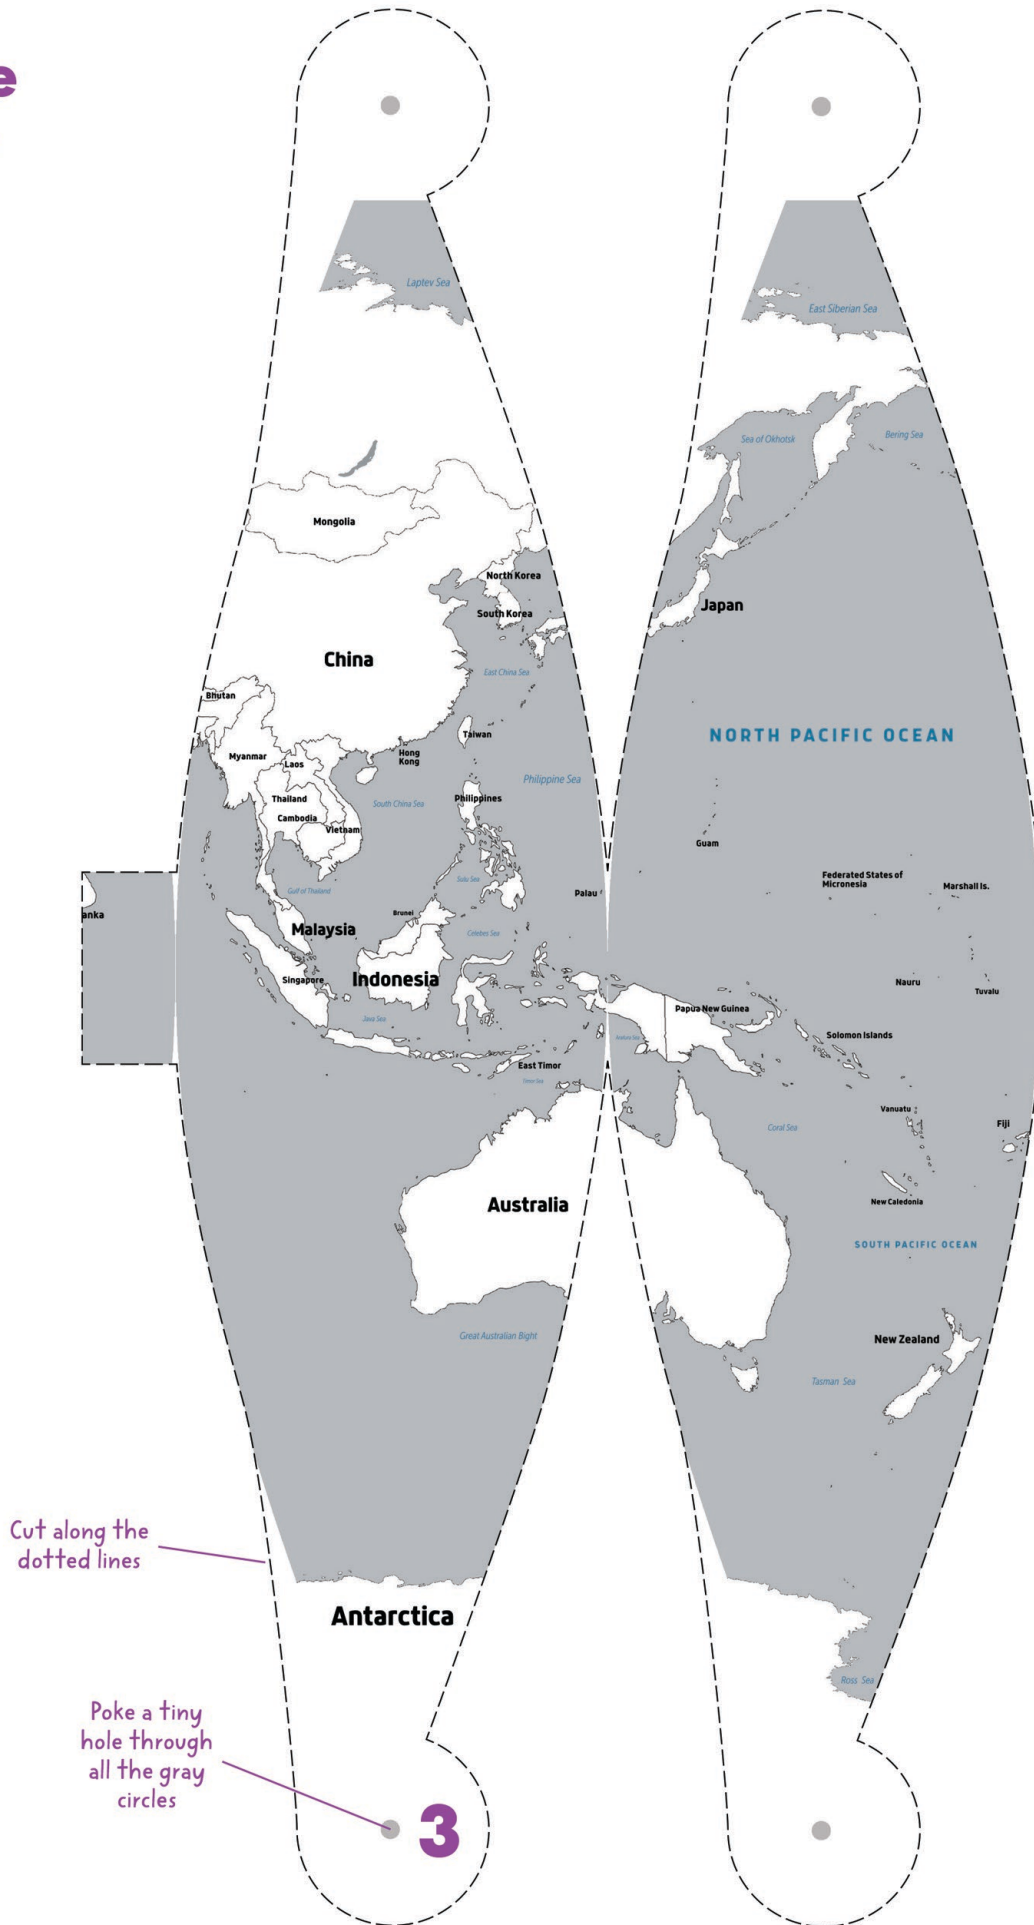 e
Laptev Sea
East Siberian Sea
Sea of Okhotsk
Bering Sea
Mongolia
North Korea
South Korea
Japan
China
East China Sea
Bhutan
Taiwan
NORTH PACIFIC OCEAN
Hong
Kong
Myanmar
Laos
Philippine Sea
Thailand
South China Sea
Philippines
Cambodia
Vietnam
Guam
Gulf of Thailand
Sulu Sea
Palau
Federated States of
Micronesia
Marshall Is.
anka
Brunei
Malaysia
Celebes Sea
Indonesia
Singapore
Nauru
Tuvalu
Java Sea
Papua New Guinea
Solomon Islands
Arafura Sea
East Timor
Timor Sea
Vanuatu
Fiji
Coral Sea
Australia
New Caledonia
SOUTH PACIFIC OCEAN
Great Australian Bight
New Zealand
Tasman Sea
Cut along the
dotted lines
Antarctica
Ross Sea
Poke a tiny
hole through
all the gray
circles
3